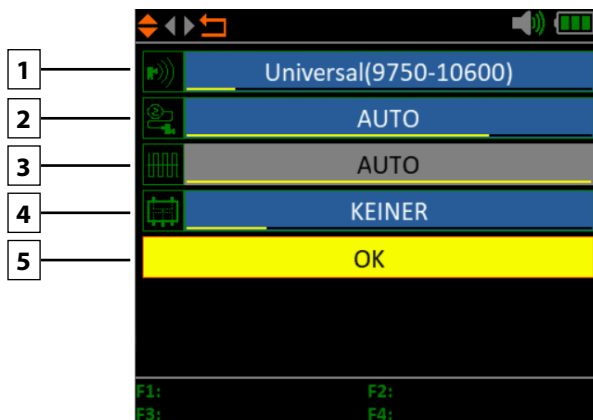 1 Universal(9750-10600)
2 AUTO
3 AUTO
4 KEINER
5 OK
F1: F2:
F3: F4: